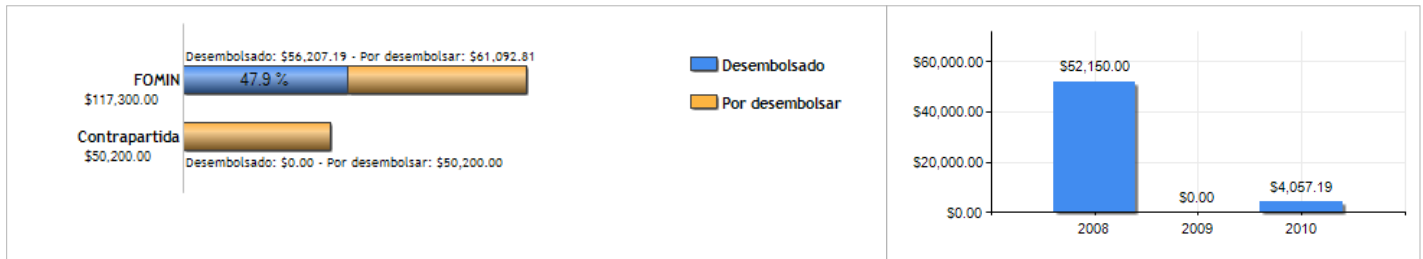 Desembolsado: $56,207.19 - Por desembolsar: $61,092.81
FOMIN
47.9 %
$117,300.00
Contrapartida
$50,200.00
Desembolsado: $0.00 - Por desembolsar: $50,200.00
Desembolsado
Por desembolsar
$60,000.00
$40,000.00
$20,000.00
$0.00
$52,150.00
$0.00
$4,057.19
2008
2009
2010